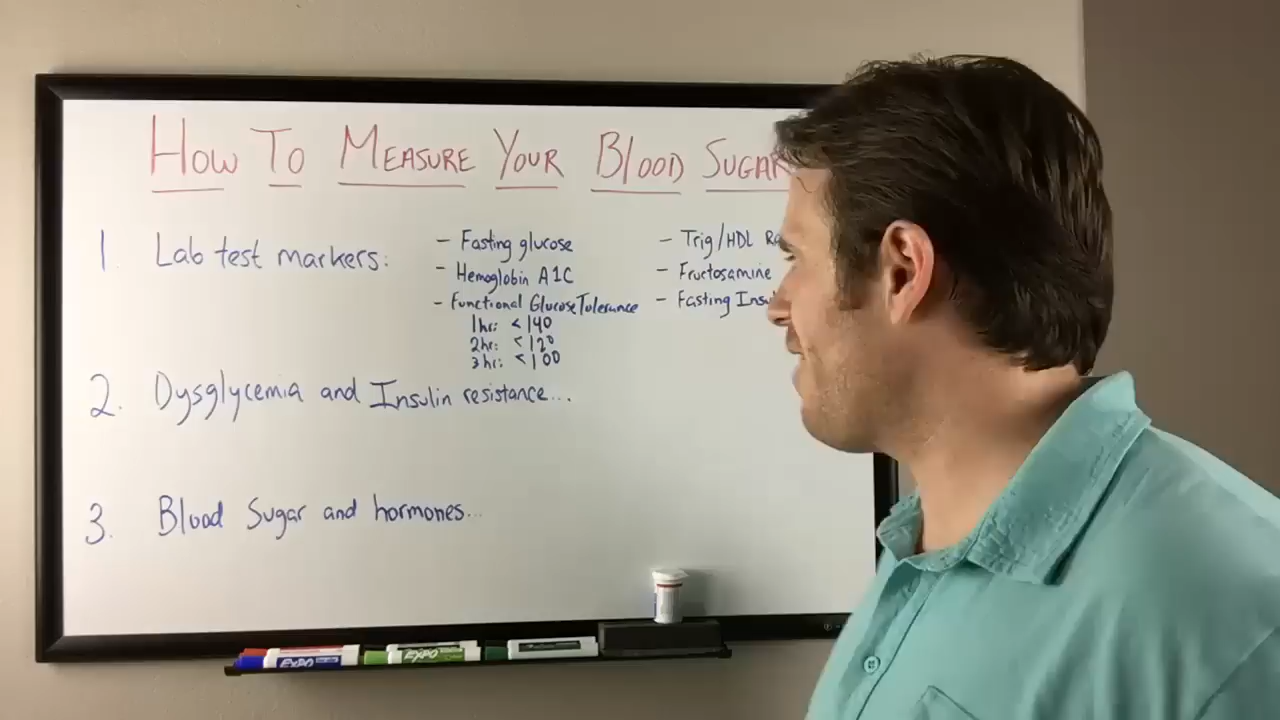 How To Measure Your Blood Sugar
1. Lab test markers:
- Fasting glucose
- Hemoglobin A1C
- Functional Glucose Tolerance
1hr: < 140
2hr: < 120
3hr: < 100
- Trig/HDL
- Fructosamine
- Fasting
2. Dysglycemia and Insulin resistance...
3. Blood Sugar and hormones...
EXPO
EXPO